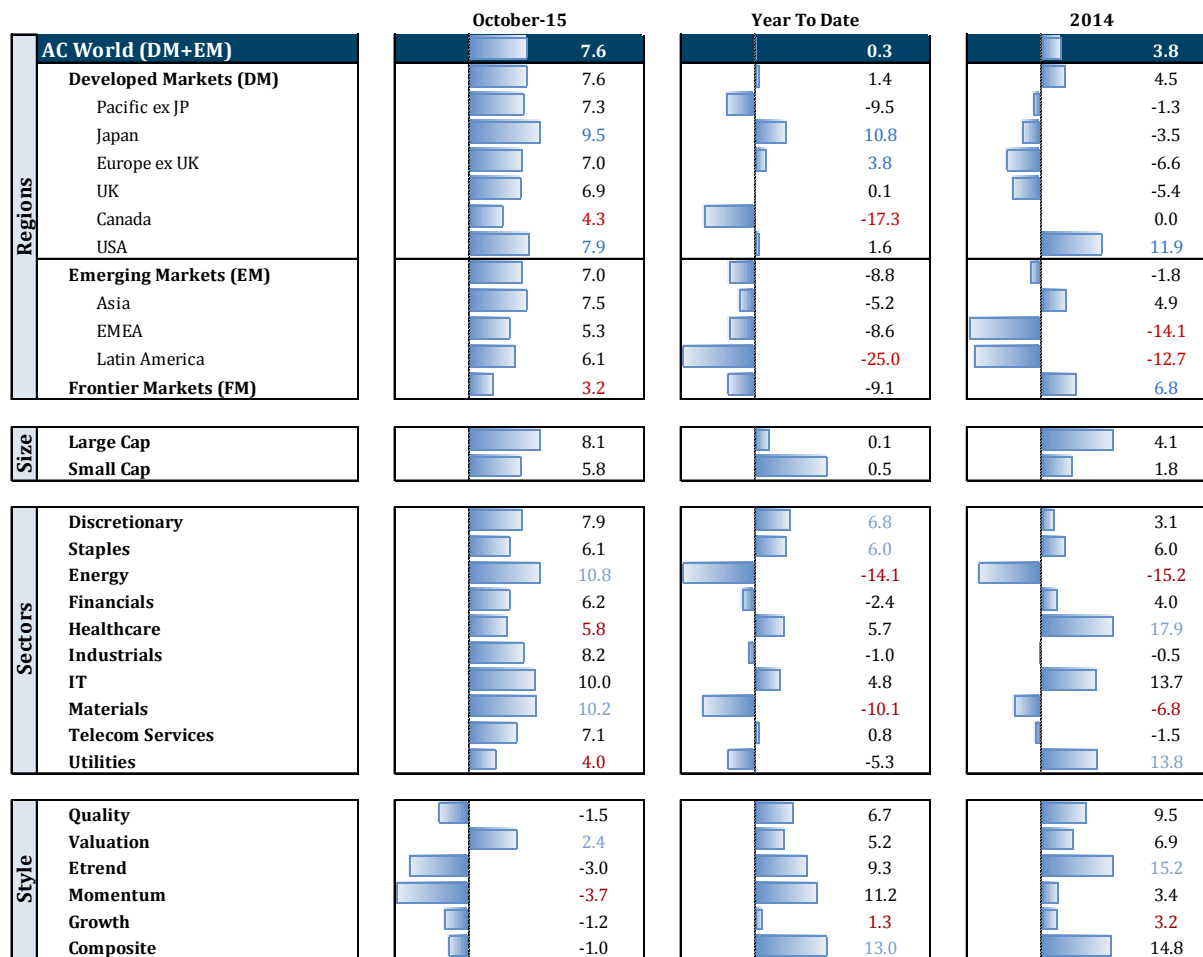 October-15 Year To Date 2014
Regions
AC World (DM+EM) 7.6 0.3 3.8
Developed Markets (DM) 7.6 1.4 4.5
Pacific ex JP 7.3 -9.5 -1.3
Japan 9.5 10.8 -3.5
Europe ex UK 7.0 3.8 -6.6
UK 6.9 0.1 -5.4
Canada 4.3 -17.3 0.0
USA 7.9 1.6 11.9
Emerging Markets (EM) 7.0 -8.8 -1.8
Asia 7.5 -5.2 4.9
EMEA 5.3 -8.6 -14.1
Latin America 6.1 -25.0 -12.7
Frontier Markets (FM) 3.2 -9.1 6.8
Size
Large Cap 8.1 0.1 4.1
Small Cap 5.8 0.5 1.8
Sectors
Discretionary 7.9 6.8 3.1
Staples 6.1 6.0 6.0
Energy 10.8 -14.1 -15.2
Financials 6.2 -2.4 4.0
Healthcare 5.8 5.7 17.9
Industrials 8.2 -1.0 -0.5
IT 10.0 4.8 13.7
Materials 10.2 -10.1 -6.8
Telecom Services 7.1 0.8 -1.5
Utilities 4.0 -5.3 13.8
Style
Quality -1.5 6.7 9.5
Valuation 2.4 5.2 6.9
Etrend -3.0 9.3 15.2
Momentum -3.7 11.2 3.4
Growth -1.2 1.3 3.2
Composite -1.0 13.0 14.8